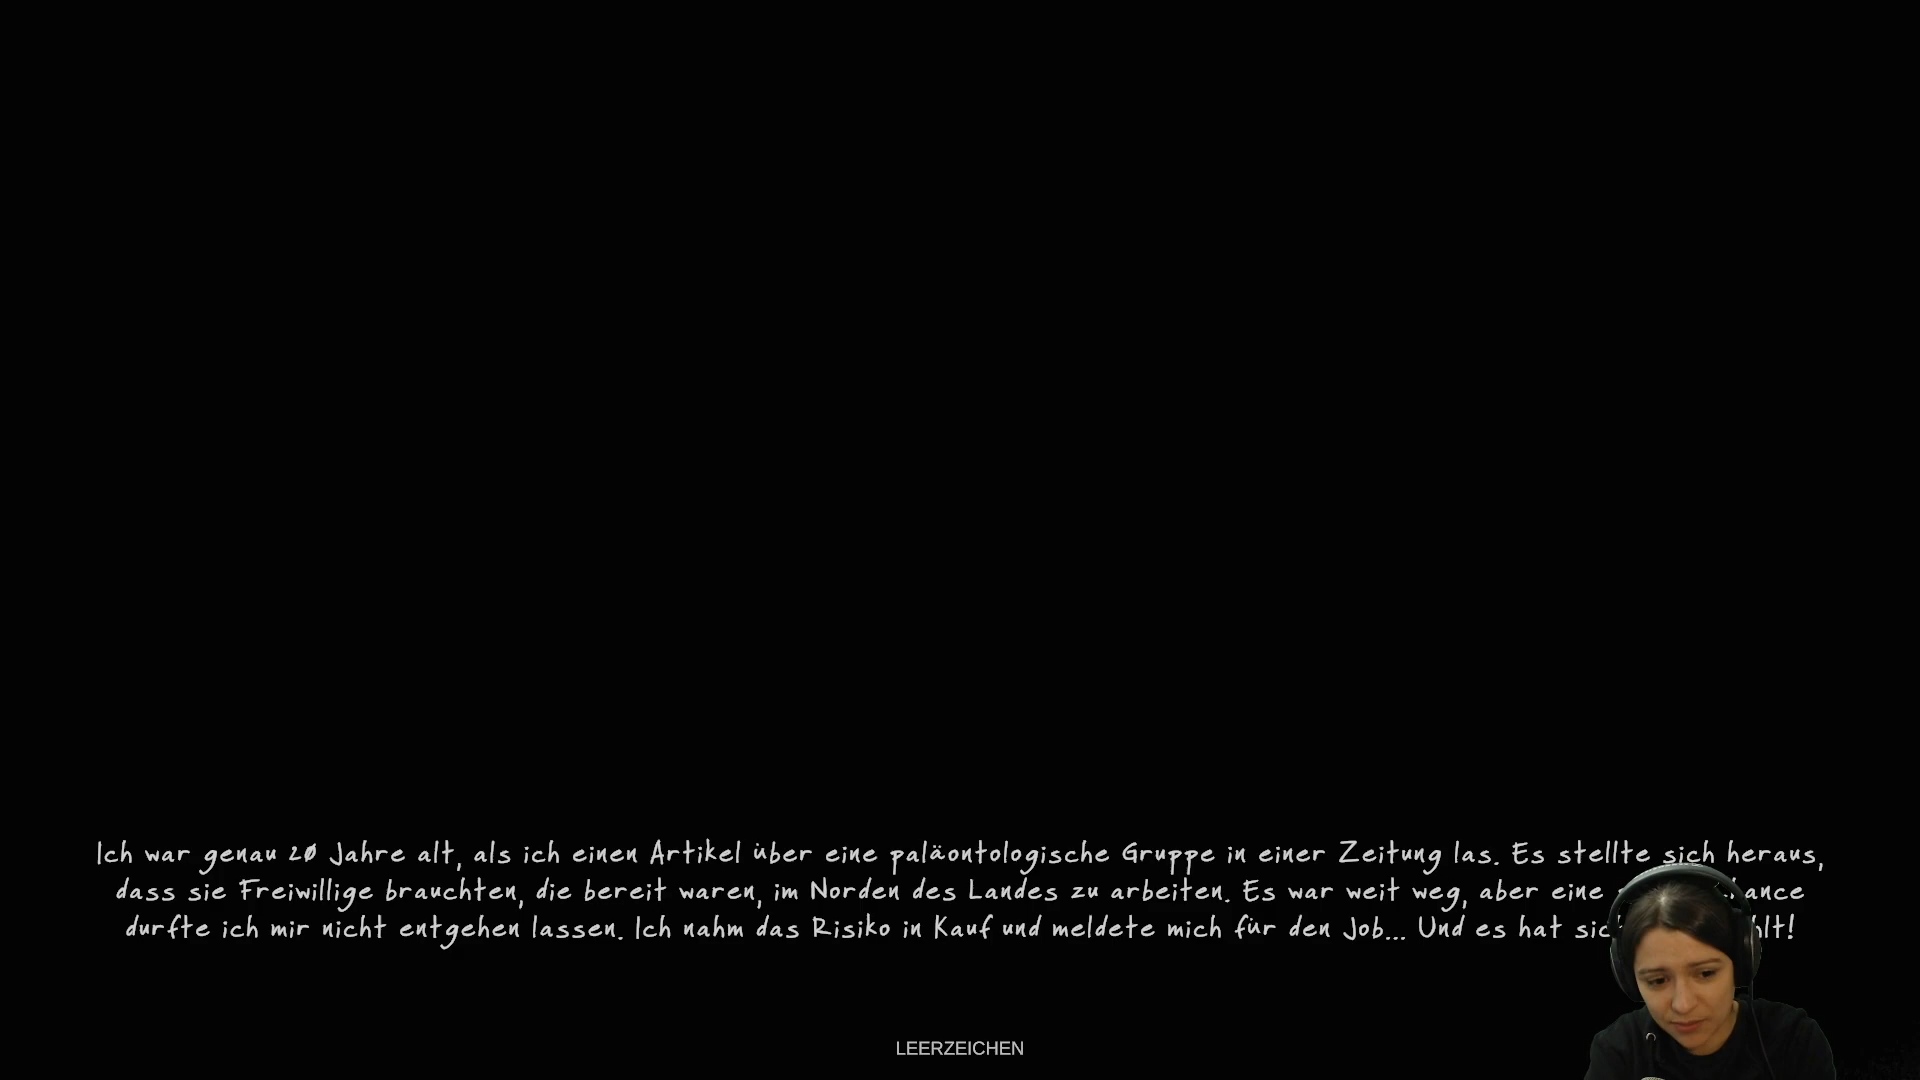 Ich war genau 20 Jahre alt, als ich einen Artikel über eine paläontologische Gruppe in einer Zeitung las. Es stellte sich heraus,
dass sie Freiwillige brauchten, die bereit waren, im Norden des Landes zu arbeiten. Es war weit weg, aber eine
durfte ich mir nicht entgehen lassen. Ich nahm das Risiko in Kauf und meldete mich für den Job... Und es hat
LEERZEICHEN